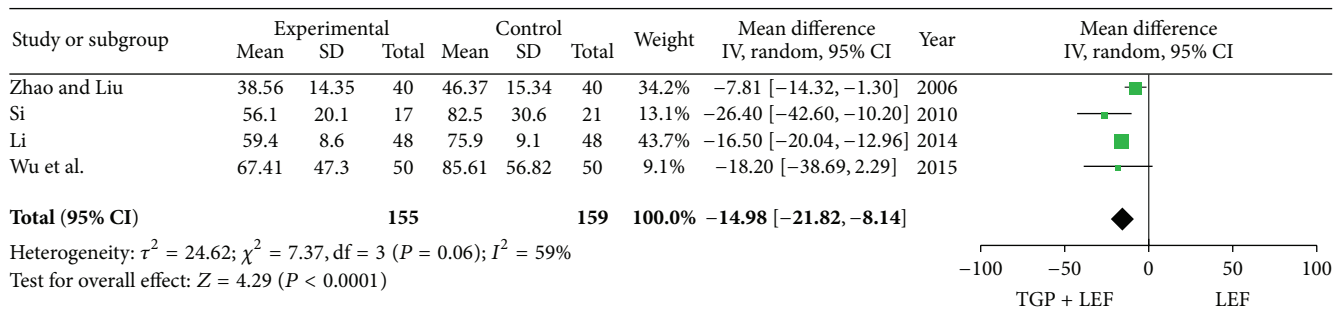 Study or subgroup Experimental Control Weight Mean difference Year Mean difference
Mean SD Total Mean SD Total IV, random, 95% CI IV, random, 95% CI
Zhao and Liu 38.56 14.35 40 46.37 15.34 40 34.2% −7.81 [−14.32, −1.30] 2006
Si 56.1 20.1 17 82.5 30.6 21 13.1% −26.40 [−42.60, −10.20] 2010
Li 59.4 8.6 48 75.9 9.1 48 43.7% −16.50 [−20.04, −12.96] 2014
Wu et al. 67.41 47.3 50 85.61 56.82 50 9.1% −18.20 [−38.69, 2.29] 2015
Total (95% CI) 155 159 100.0% −14.98 [−21.82, −8.14]
Heterogeneity: τ² = 24.62; χ² = 7.37, df = 3 (P = 0.06); I² = 59%
Test for overall effect: Z = 4.29 (P < 0.0001)
−100 −50 0 50 100
TGP + LEF LEF